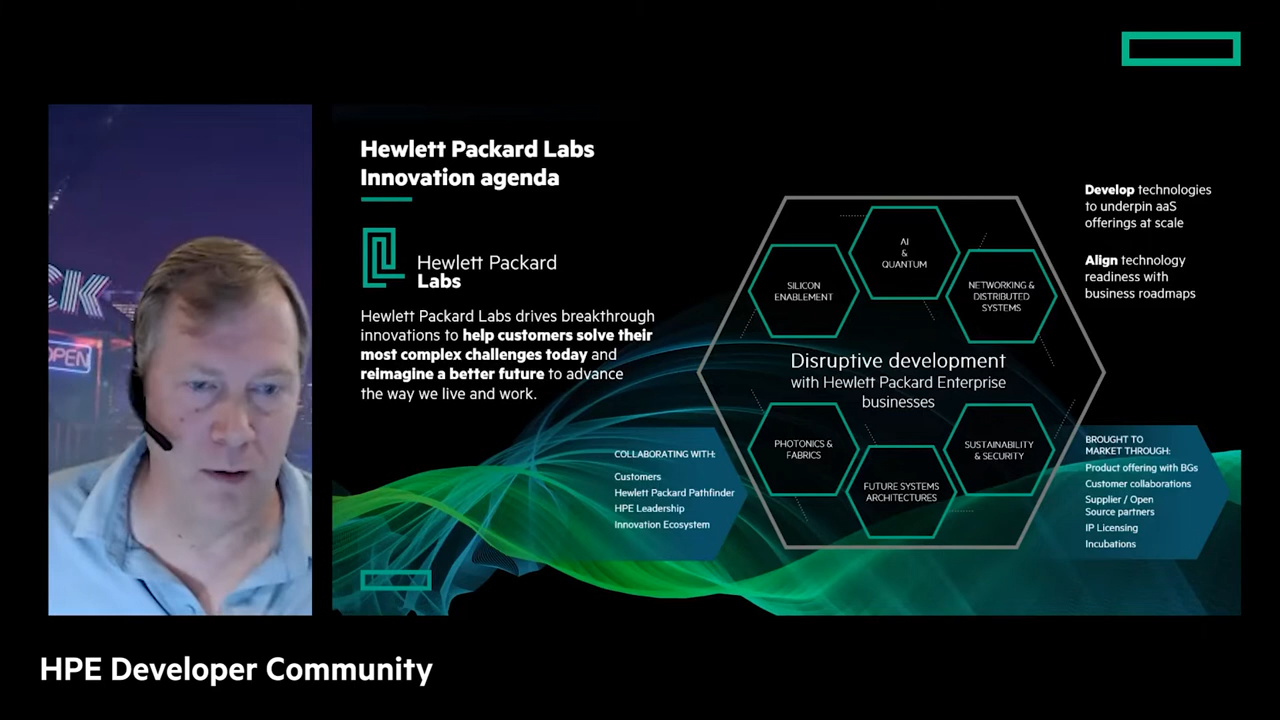 Hewlett Packard Labs
Innovation agenda
Hewlett Packard
Labs
Hewlett Packard Labs drives breakthrough
innovations to help customers solve their
most complex challenges today and
reimagine a better future to advance
the way we live and work.
COLLABORATING WITH:
Customers
Hewlett Packard Pathfinder
HPE Leadership
Innovation Ecosystem
AI
&
QUANTUM
SILICON
ENABLEMENT
NETWORKING &
DISTRIBUTED
SYSTEMS
Disruptive development
with Hewlett Packard Enterprise
businesses
PHOTONICS &
FABRICS
FUTURE SYSTEMS
ARCHITECTURES
SUSTAINABILITY
& SECURITY
Develop technologies
to underpin aaS
offerings at scale
Align technology
readiness with
business roadmaps
BROUGHT TO
MARKET THROUGH:
Product offering with BGs
Customer collaborations
Supplier / Open
Source partners
IP Licensing
Incubations
CK
OPEN
HPE Developer Community